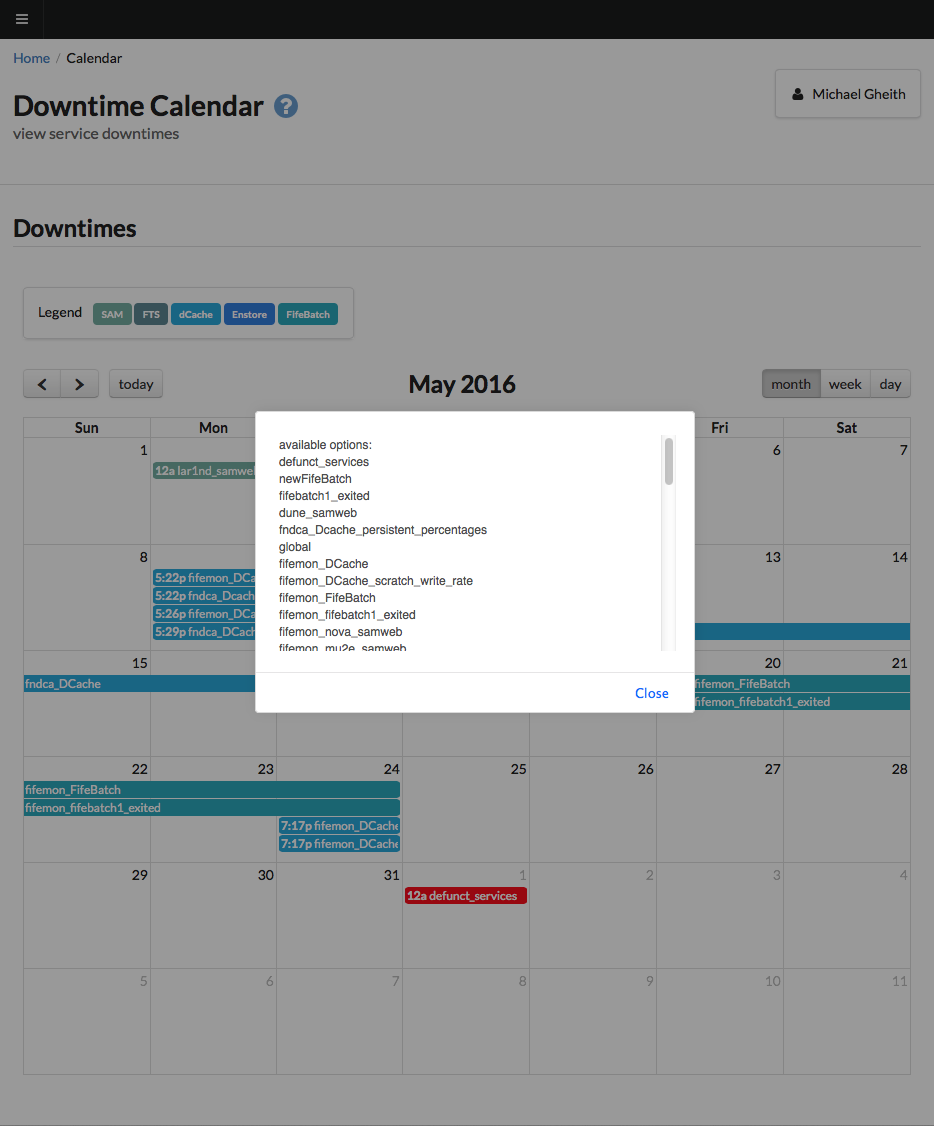 Home / Calendar
Michael Gheith
Downtime Calendar ?
view service downtimes
Downtimes
Legend SAM FTS dCache Enstore FifeBatch
today May 2016 month week day
Sun Mon Fri Sat
1 6 7
12a lar1nd_samwe
available options:
defunct_services
newFifeBatch
fifebatch1_exited
dune_samweb
fndca_Dcache_persistent_percentages
global
fifemon_DCache
fifemon_DCache_scratch_write_rate
fifemon_FifeBatch
fifemon_fifebatch1_exited
fifemon_nova_samweb
fifemon_mu2e_samweb
Close
8 13 14
5:22p fifemon_DCa
5:22p fndca_Dcach
5:26p fifemon_DCa
5:29p fndca_DCach
15 20 21
fndca_DCache fifemon_FifeBatch
fifemon_fifebatch1_exited
22 23 24 25 26 27 28
fifemon_FifeBatch
fifemon_fifebatch1_exited
7:17p fifemon_DCache
7:17p fifemon_DCache
29 30 31 1 2 3 4
12a defunct_services
5 6 7 8 9 10 11